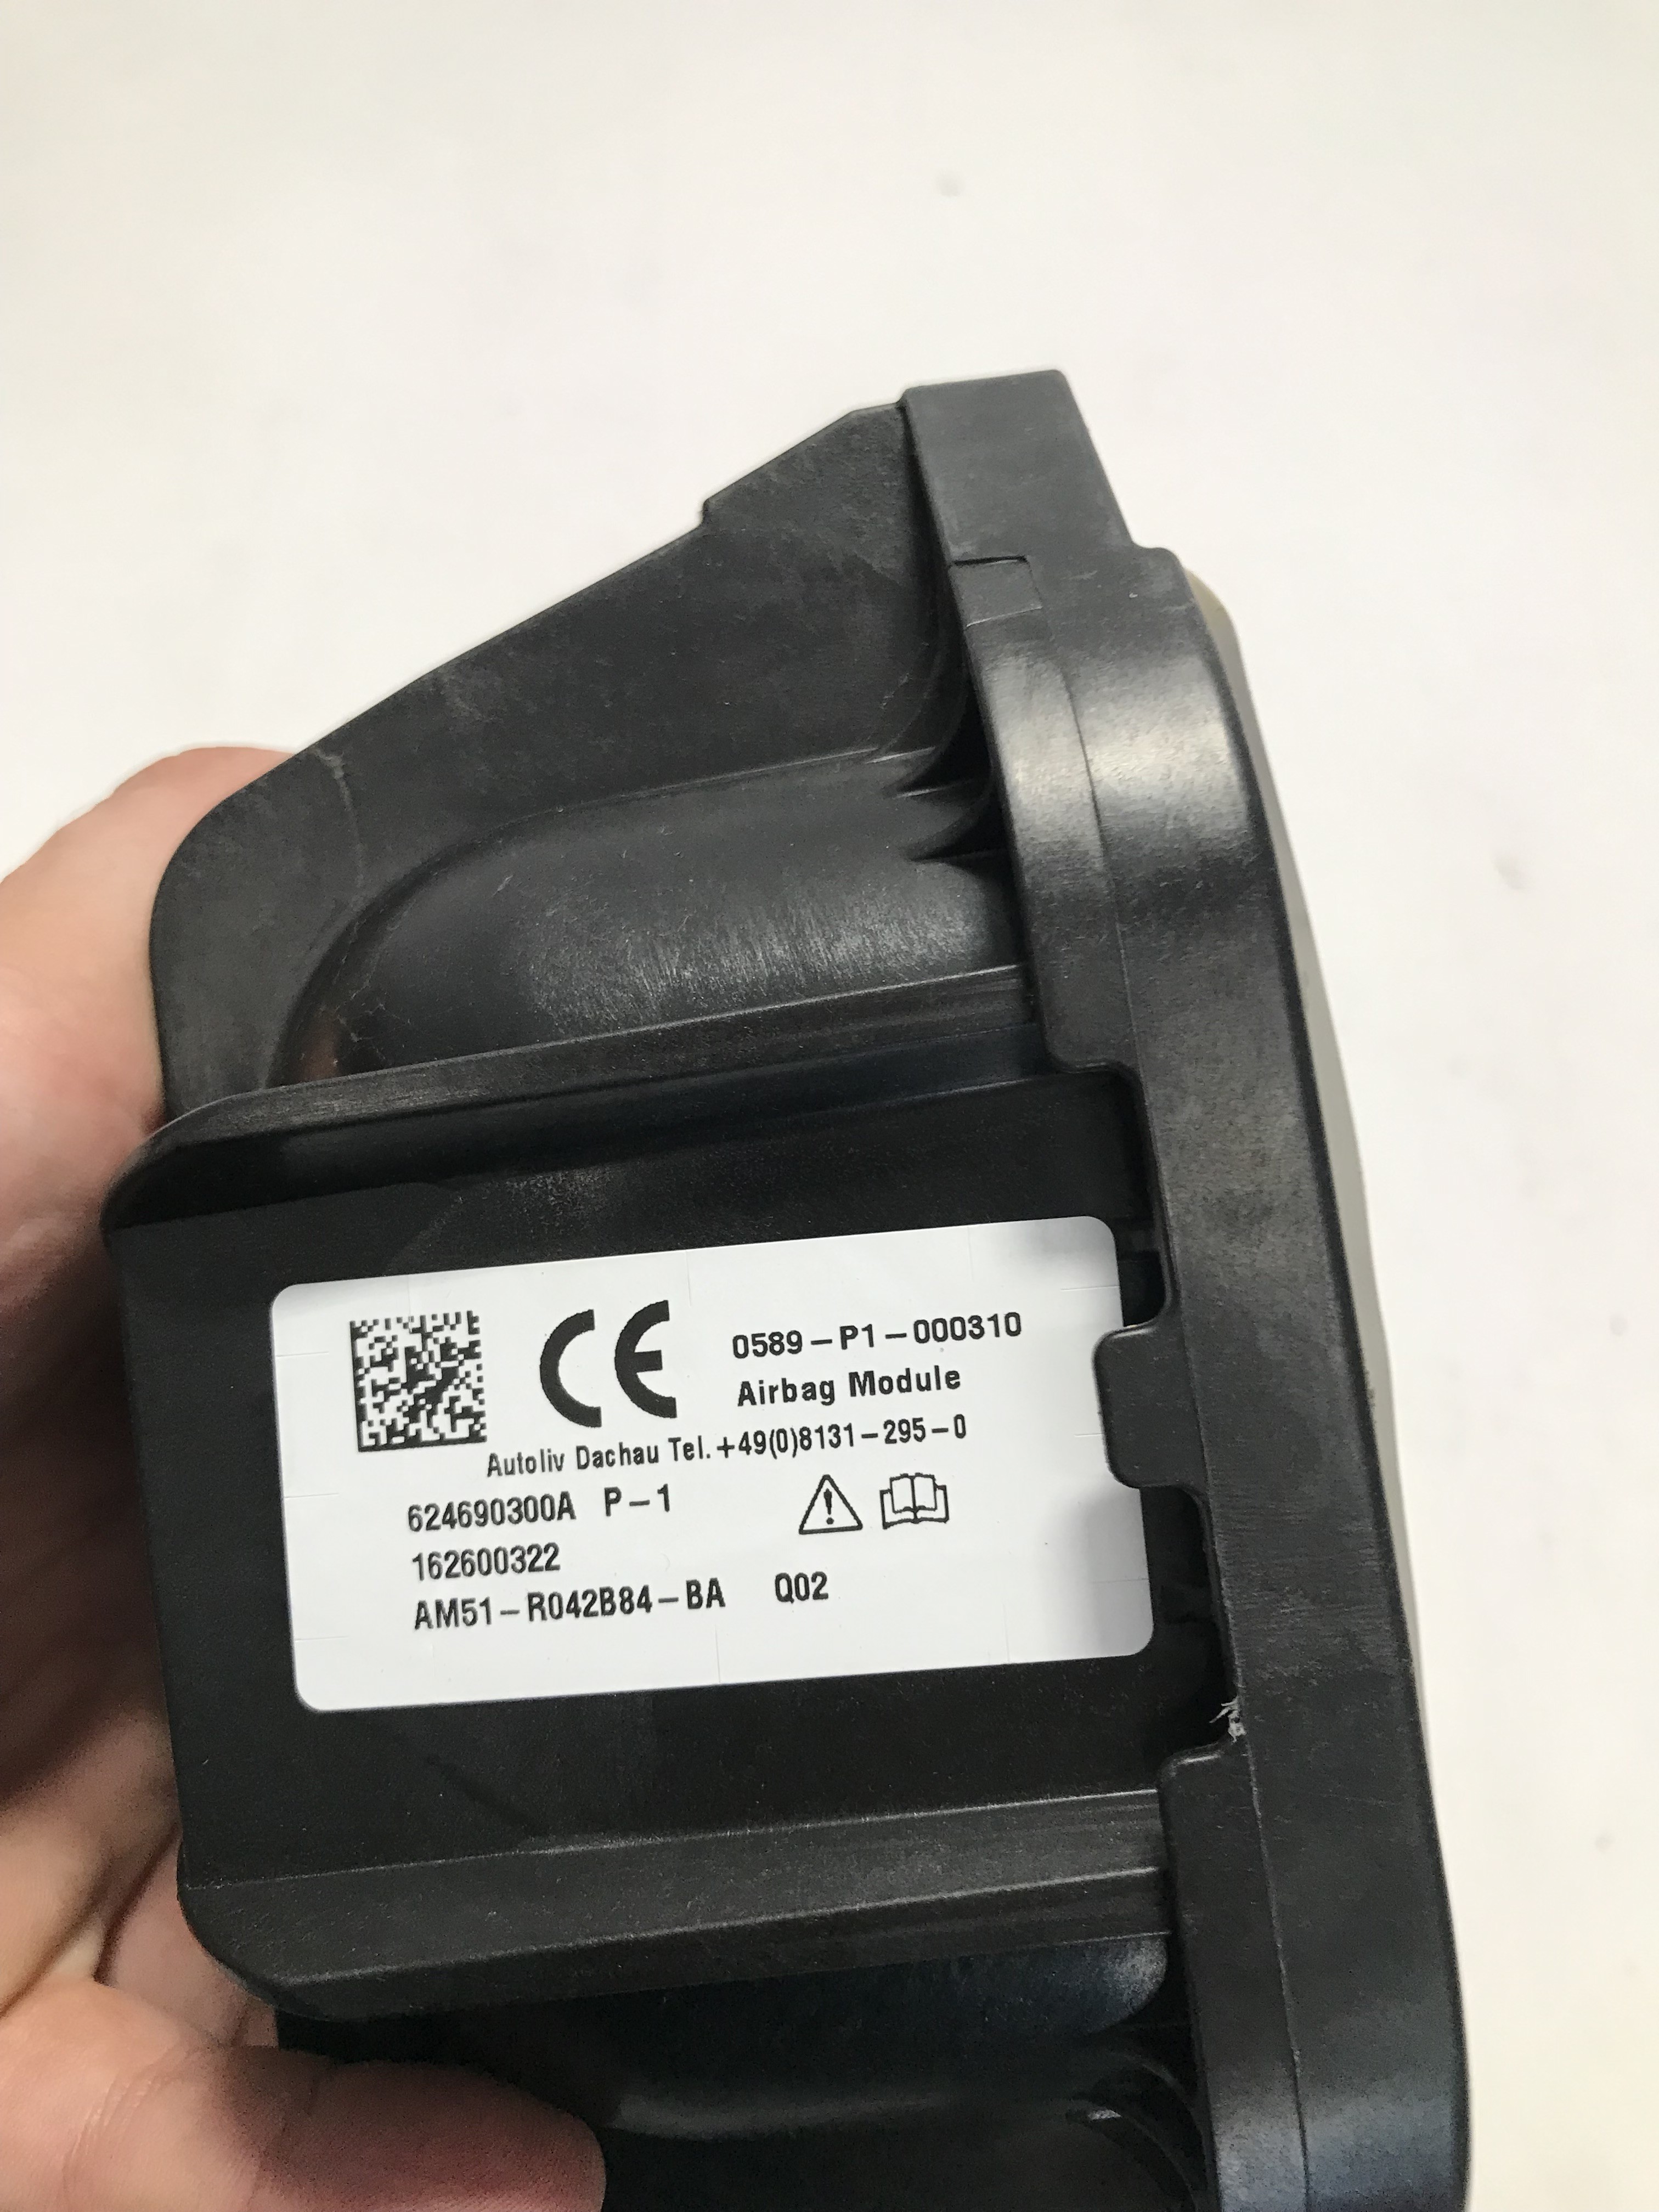 CE 0589-P1-000310
Airbag Module
Autoliv Dachau Tel.+49(0)8131-295-0
624690300A P-1
162600322
AM51-R042B84-BA Q02